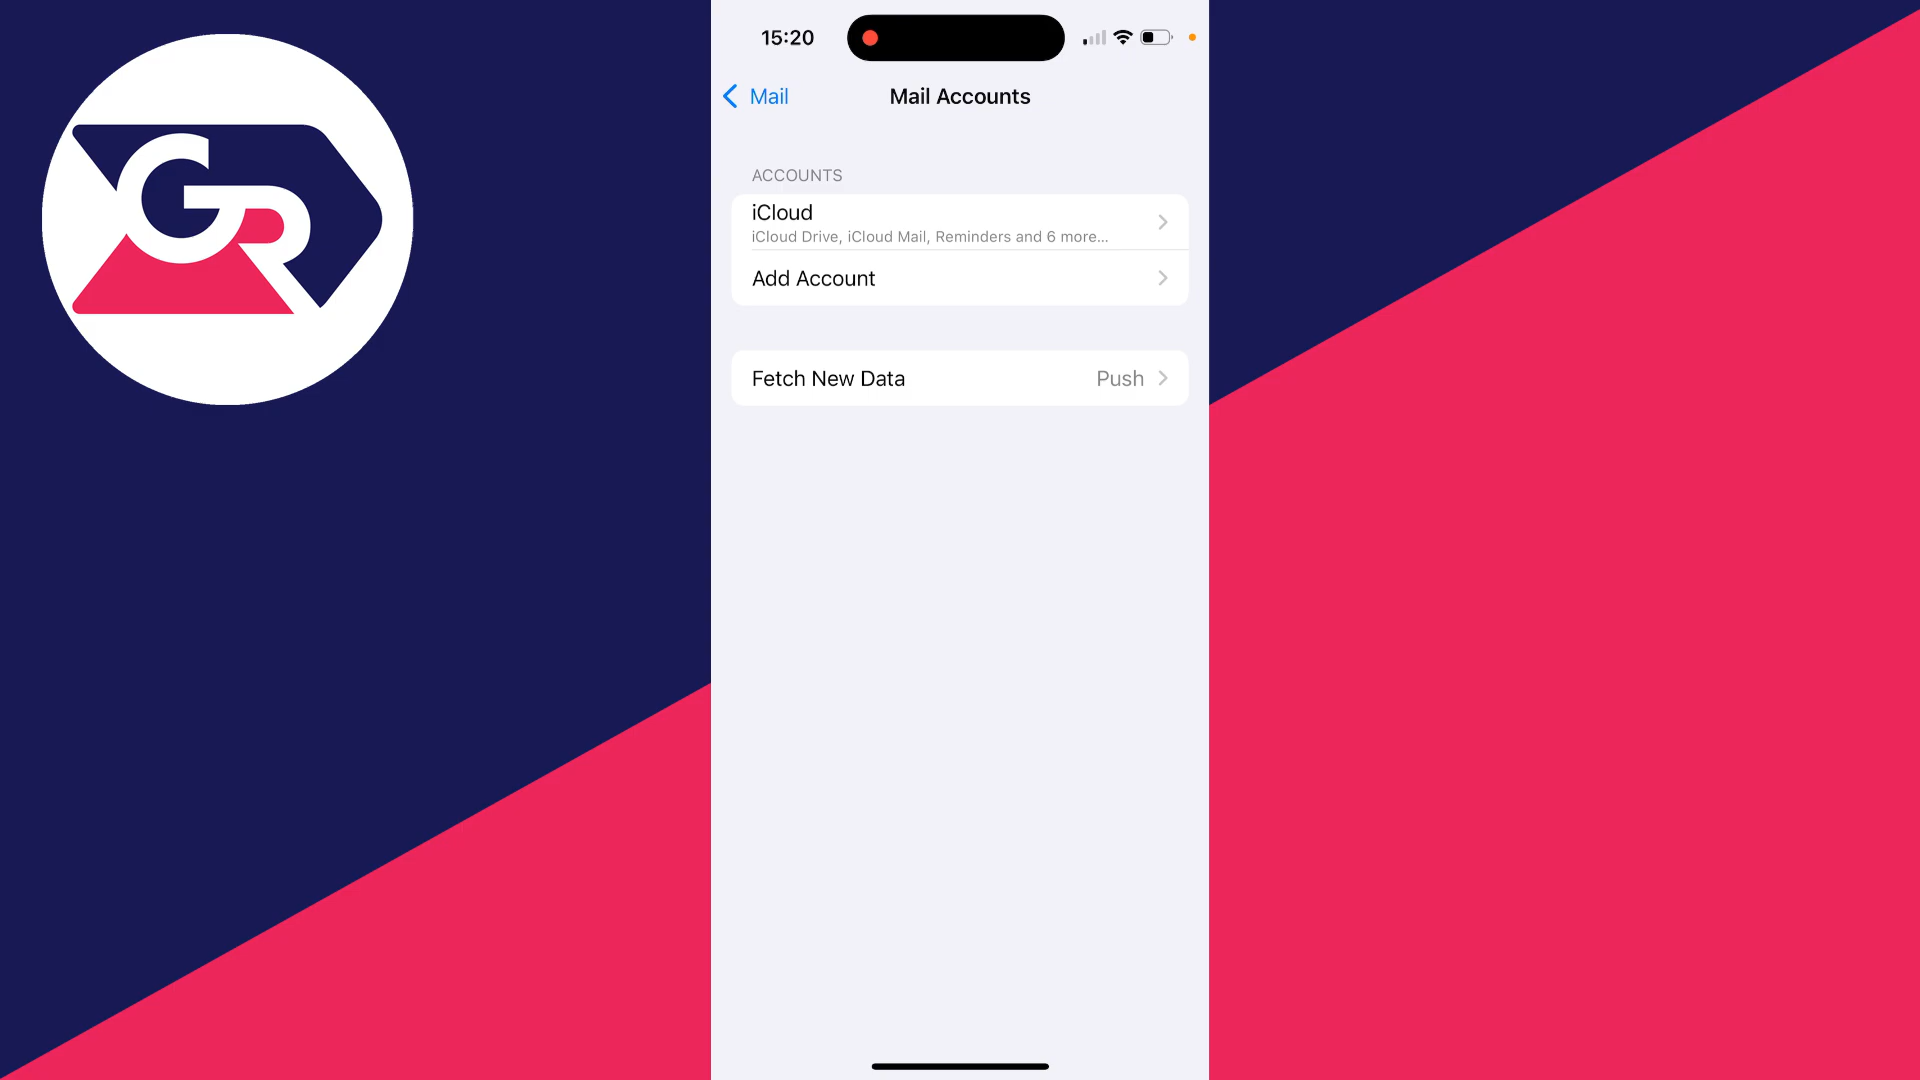 GR
15:20
Mail
Mail Accounts
ACCOUNTS
iCloud
iCloud Drive, iCloud Mail, Reminders and 6 more...
Add Account
Fetch New Data
Push